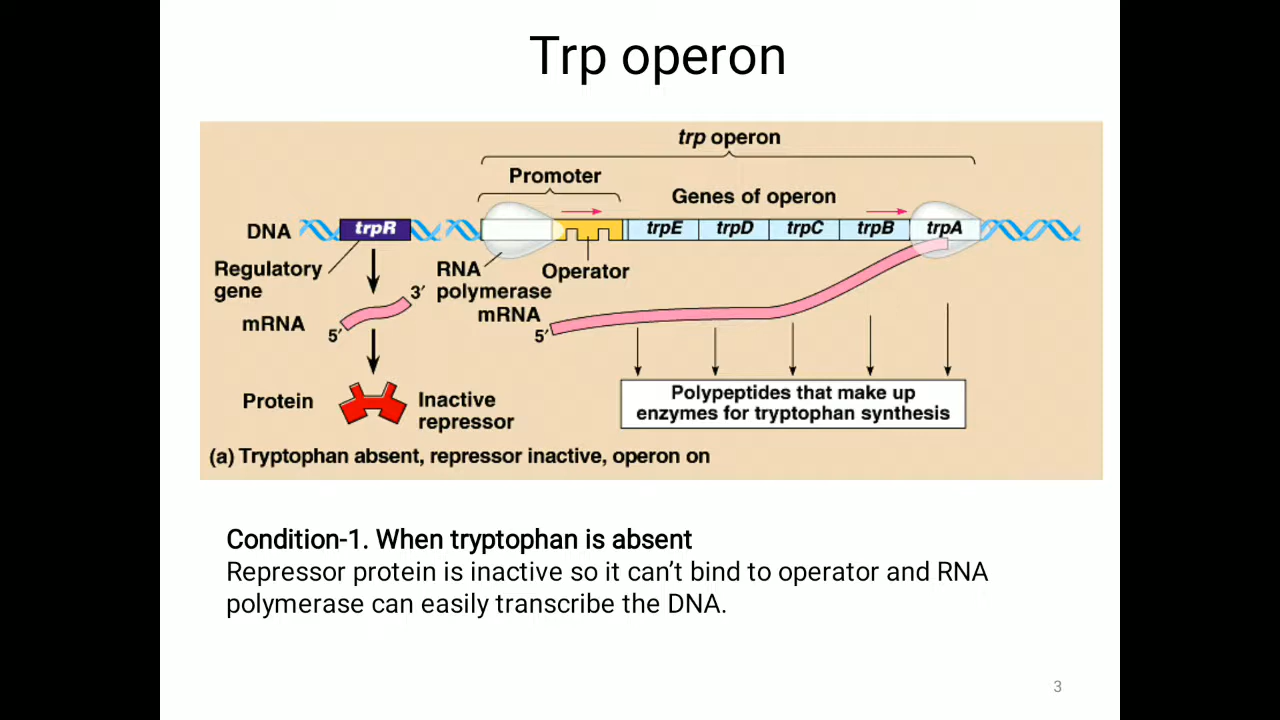 Trp operon
trp operon
Promoter
Genes of operon
DNA
trpR
trpE
trpD
trpC
trpB
trpA
Regulatory
gene
RNA
polymerase
Operator
3′
mRNA
5′
mRNA
5′
Protein
Inactive
repressor
Polypeptides that make up
enzymes for tryptophan synthesis
(a) Tryptophan absent, repressor inactive, operon on
Condition-1. When tryptophan is absent
Repressor protein is inactive so it can’t bind to operator and RNA
polymerase can easily transcribe the DNA.
3